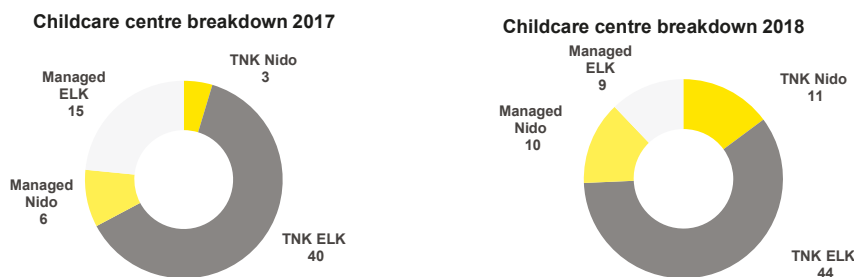 Childcare centre breakdown 2017
TNK Nido
3
Managed
ELK
15
Managed
Nido
6
TNK ELK
40
Childcare centre breakdown 2018
Managed
ELK
9
TNK Nido
11
Managed
Nido
10
TNK ELK
44